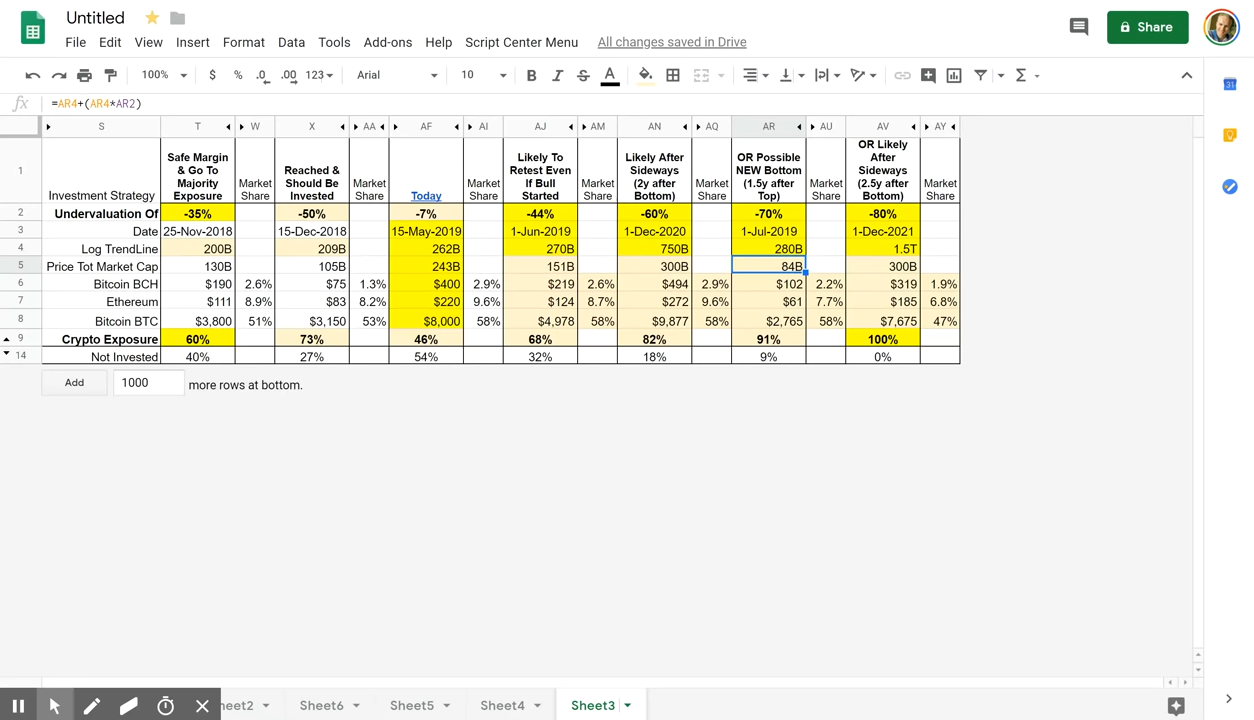 Untitled
File Edit View Insert Format Data Tools Add-ons Help Script Center Menu All changes saved in Drive
Share
100% $ % .0 .00 123 Arial 10 B I S A
fx =AR4+(AR4*AR2)
S T W X AA AF AI AJ AM AN AQ AR AU AV AY
1 Investment Strategy Safe Margin & Go To Majority Exposure Market Share Reached & Should Be Invested Market Share Today Market Share Likely To Retest Even If Bull Started Market Share Likely After Sideways (2y after Bottom) Market Share OR Possible NEW Bottom (1.5y after Top) Market Share OR Likely After Sideways (2.5y after Bottom) Market Share
2 Undervaluation Of -35% -50% -7% -44% -60% -70% -80%
3 Date 25-Nov-2018 15-Dec-2018 15-May-2019 1-Jun-2019 1-Dec-2020 1-Jul-2019 1-Dec-2021
4 Log TrendLine 200B 209B 262B 270B 750B 280B 1.5T
5 Price Tot Market Cap 130B 105B 243B 151B 300B 84B 300B
6 Bitcoin BCH $190 2.6% $75 1.3% $400 2.9% $219 2.6% $494 2.9% $102 2.2% $319 1.9%
7 Ethereum $111 8.9% $83 8.2% $220 9.6% $124 8.7% $272 9.6% $61 7.7% $185 6.8%
8 Bitcoin BTC $3,800 51% $3,150 53% $8,000 58% $4,978 58% $9,877 58% $2,765 58% $7,675 47%
9 Crypto Exposure 60% 73% 46% 68% 82% 91% 100%
14 Not Invested 40% 27% 54% 32% 18% 9% 0%
Add 1000 more rows at bottom.
heet2 Sheet6 Sheet5 Sheet4 Sheet3